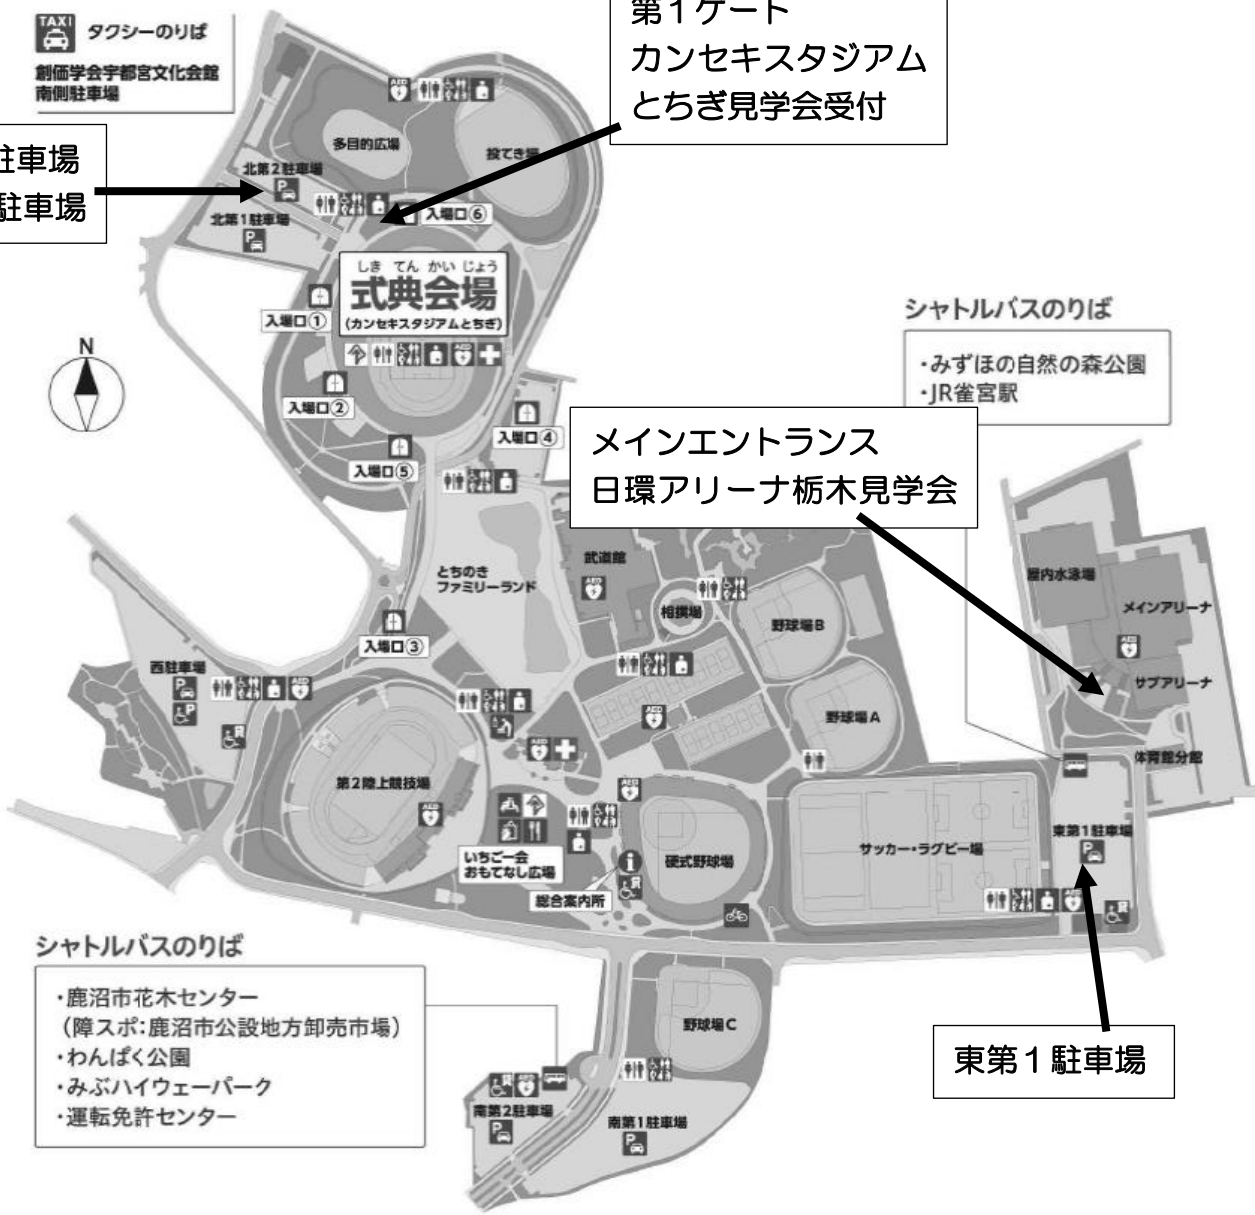 TAXI
タクシーのりば
創価学会宇都宮文化会館
南側駐車場
第1ゲート
カンセキスタジアム
とちぎ見学会受付
駐車場
駐車場
AED
多目的広場
投てき場
北第2駐車場
P
北第1駐車場
P
入場口⑥
しきてんかいじょう
式典会場
(カンセキスタジアムとちぎ)
AED
入場口①
入場口②
入場口④
入場口⑤
N
シャトルバスのりば
・みずほの自然の森公園
・JR雀宮駅
メインエントランス
日環アリーナ栃木見学会
武道館
AED
とちのき
ファミリーランド
相撲場
野球場B
屋内水泳場
メインアリーナ
AED
サブアリーナ
入場口③
西駐車場
P
AED
P
R
野球場A
AED
AED
体育館分館
第2陸上競技場
AED
AED
いちご一会
おもてなし広場
総合案内所
i
R
硬式野球場
サッカー・ラグビー場
東第1駐車場
P
AED
R
シャトルバスのりば
・鹿沼市花木センター
(障スポ:鹿沼市公設地方卸売市場)
・わんぱく公園
・みぶハイウェーパーク
・運転免許センター
野球場C
東第1駐車場
R
AED
南第2駐車場
P
南第1駐車場
P